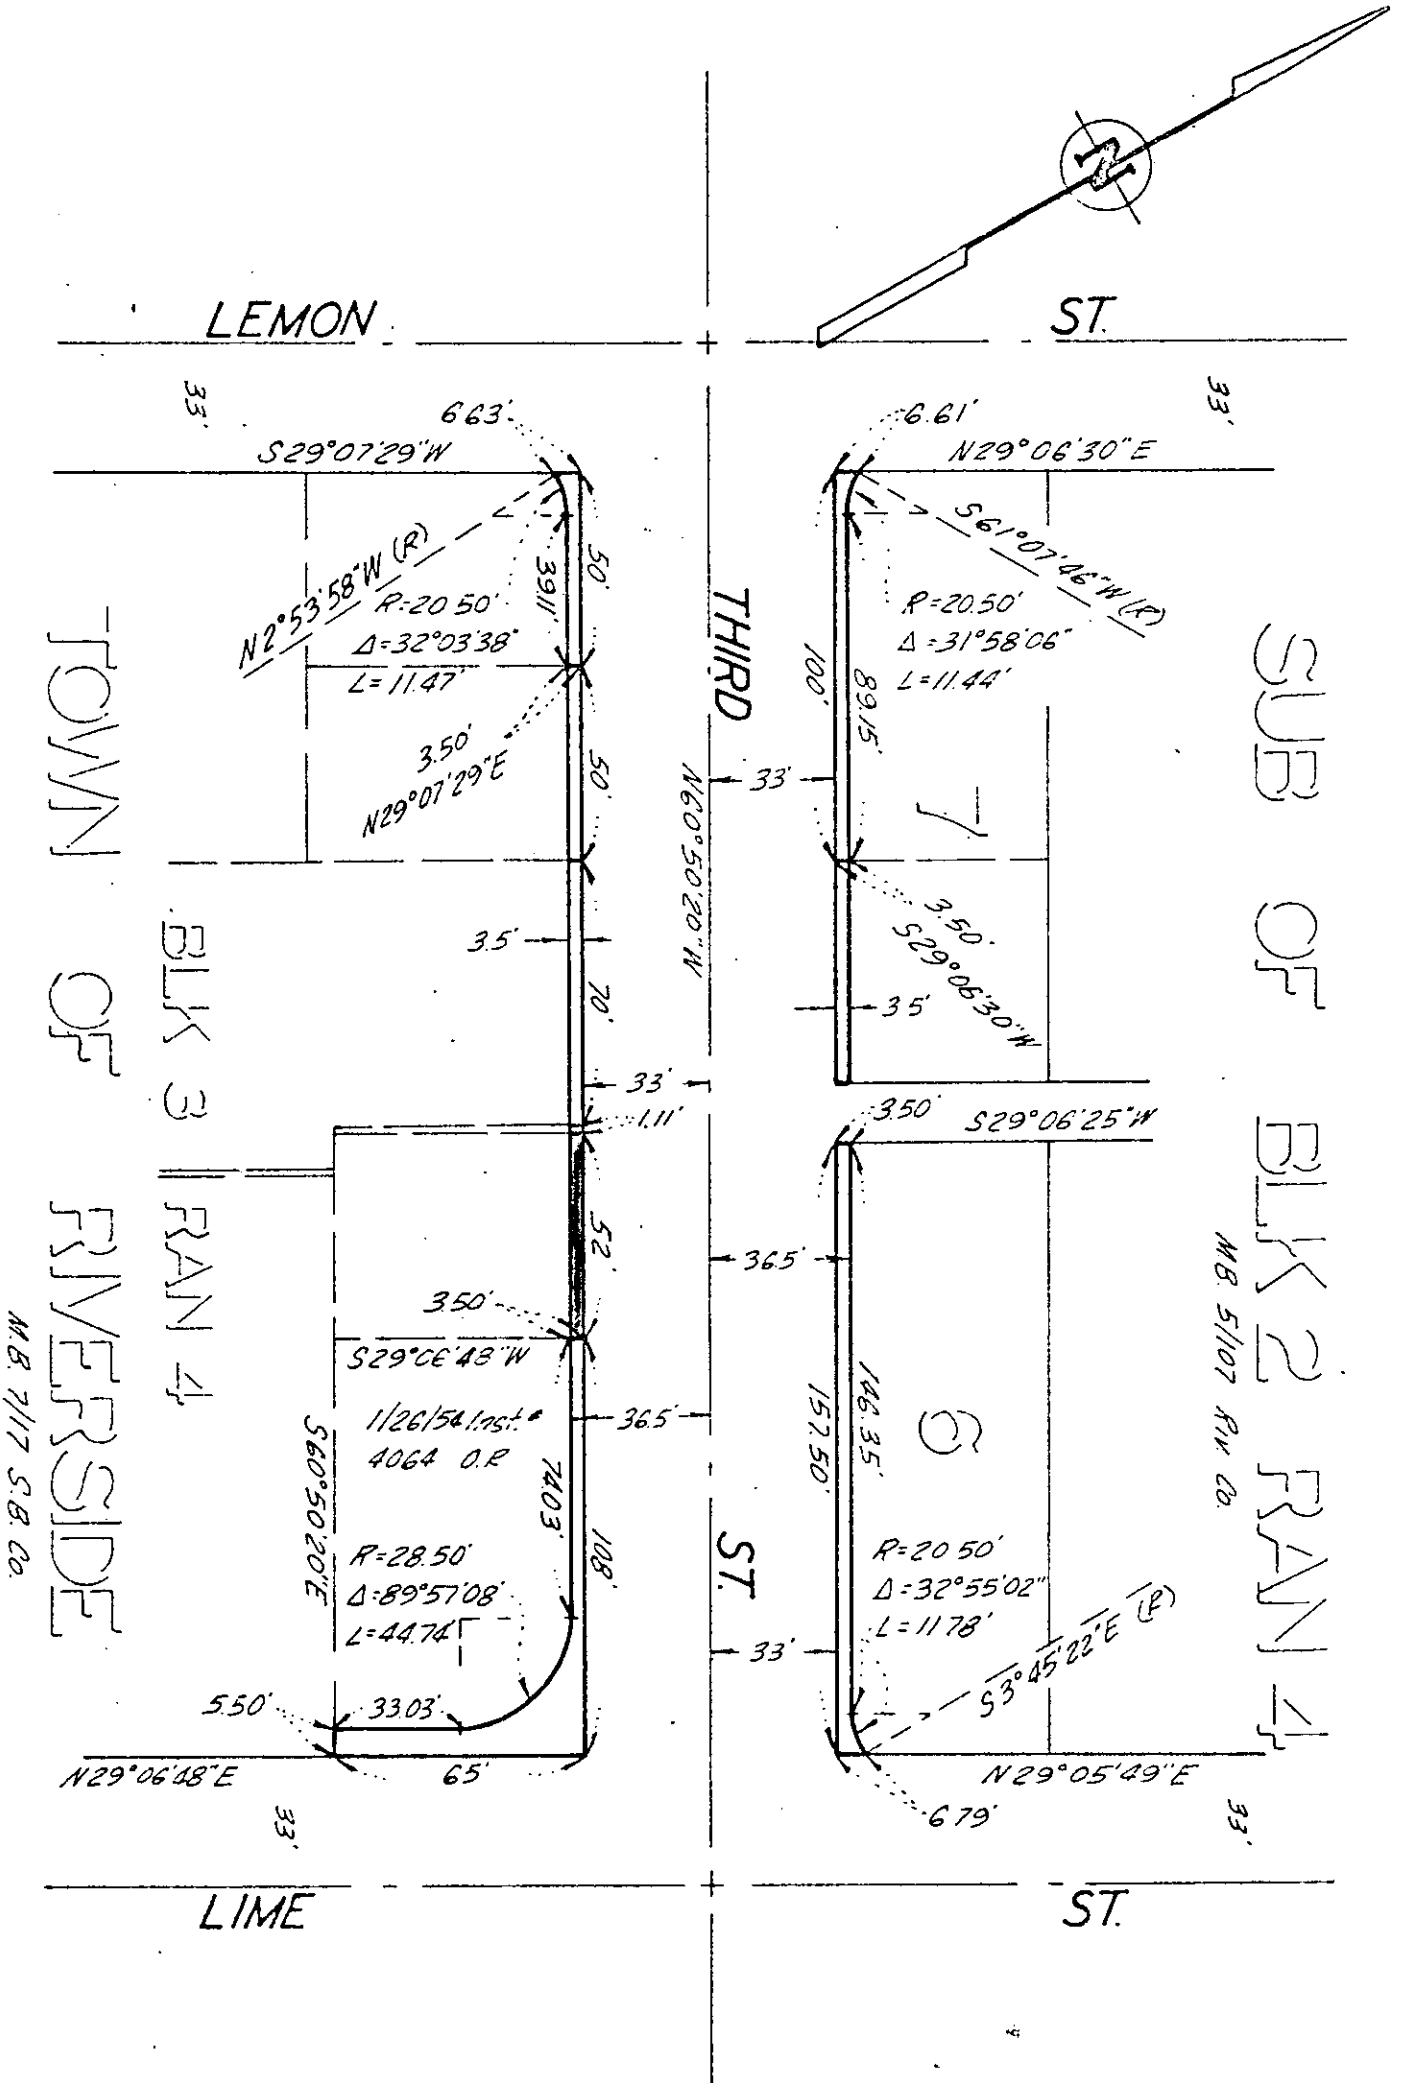 N
LEMON ST.
33'
33'
6.63'
6.61'
S29°07'29"W
N29°06'30"E
N2°53'58"W (R)
S61°07'46"W (R)
R=20.50'
Δ=32°03'38"
L=11.47'
39.11'
50'
R=20.50'
Δ=31°58'06"
L=11.44'
100'
89.15'
THIRD ST.
3.50'
N29°07'29"E
50'
N60°50'20"W
33'
7
3.50'
S29°06'30"W
3.5'
70'
3.5'
33'
1.11'
3.50'
S29°06'25"W
TOWN OF RIVERSIDE
M.B. 7/17 S.B. Co.
BLK 3 RAN 4
SUB OF BLK 2 RAN 4
MB 5/107 Riv Co.
52'
36.5'
3.50'
S29°06'48"W
1/26/54 Inst.#
4064 O.R
36.5'
74.03'
108'
S60°50'20"E
146.35'
157.50'
6
R=28.50'
Δ=89°57'08"
L=44.74'
R=20.50'
Δ=32°55'02"
L=11.78'
S3°45'22"E (R)
33'
5.50'
33.03'
N29°06'48"E
65'
N29°05'49"E
6.79'
33'
33'
LIME ST.